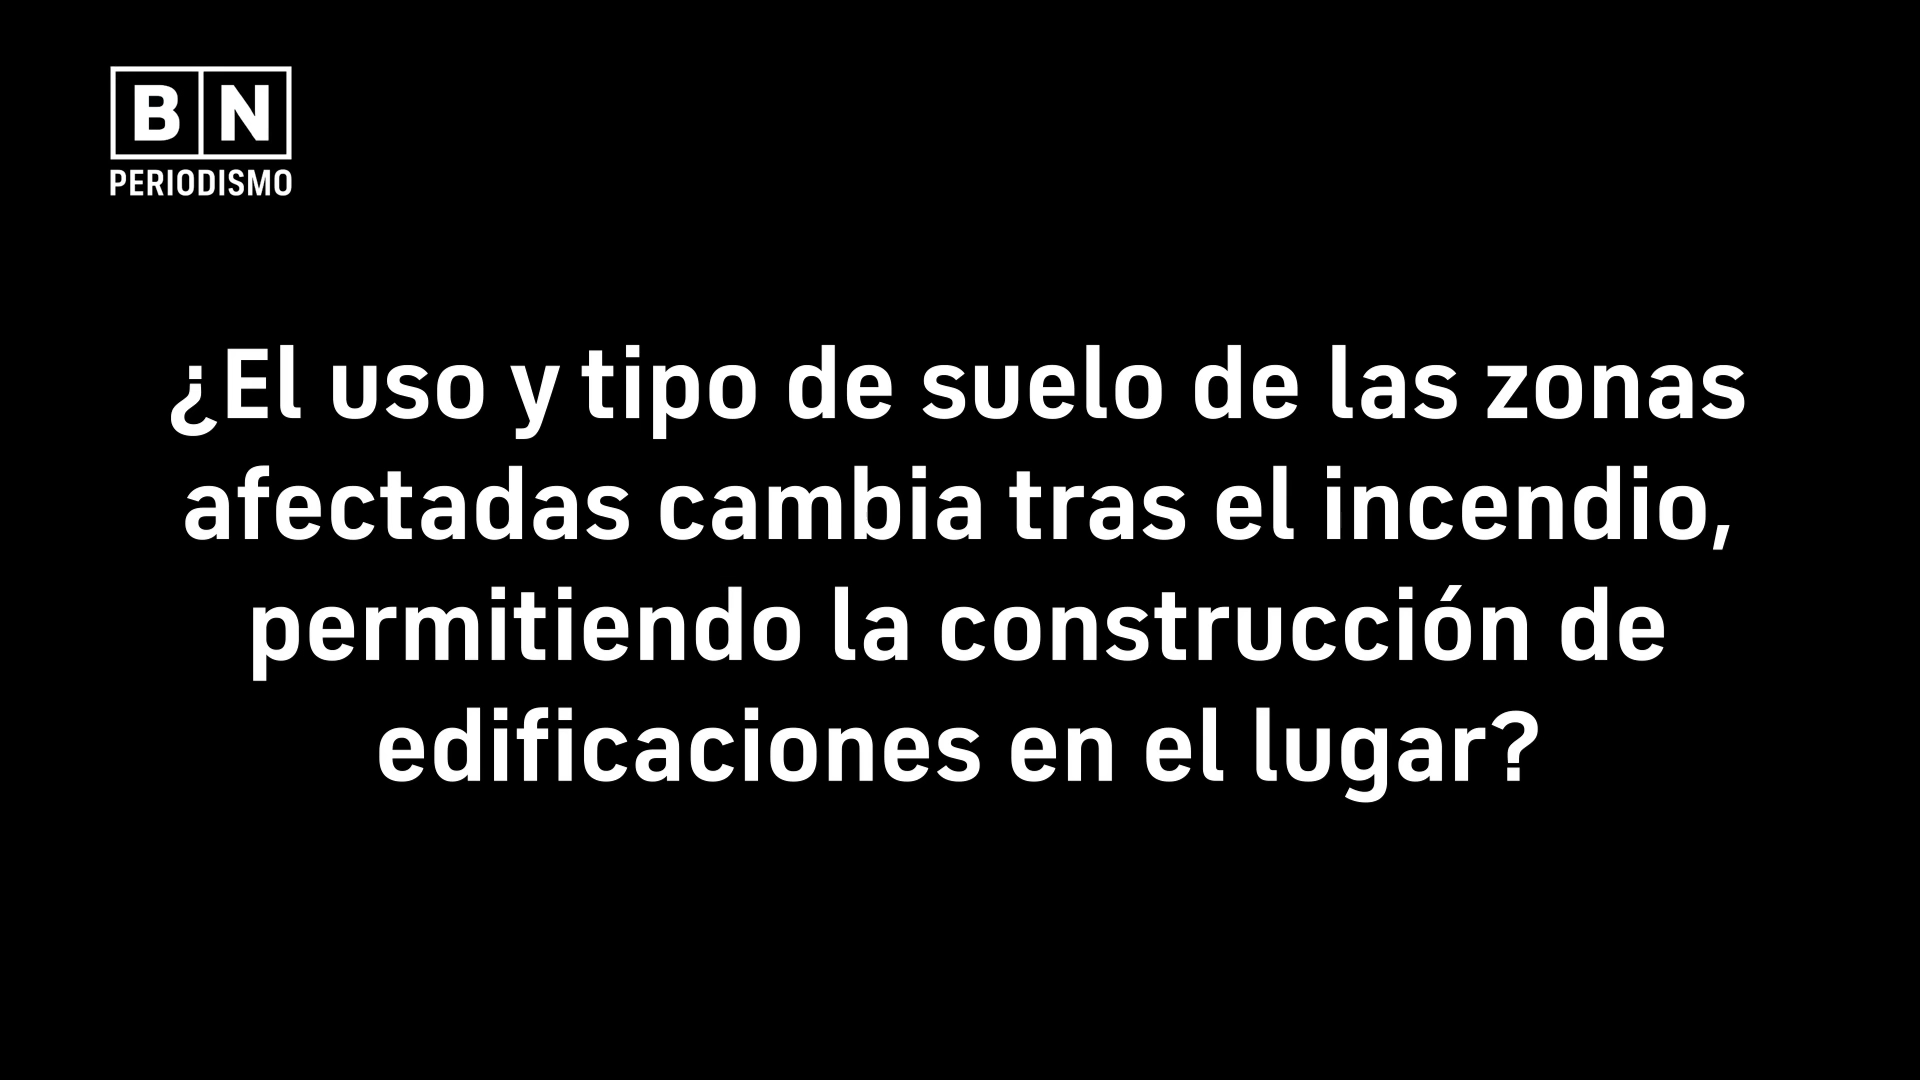 BN
PERIODISMO
¿El uso y tipo de suelo de las zonas
afectadas cambia tras el incendio,
permitiendo la construcción de
edificaciones en el lugar?